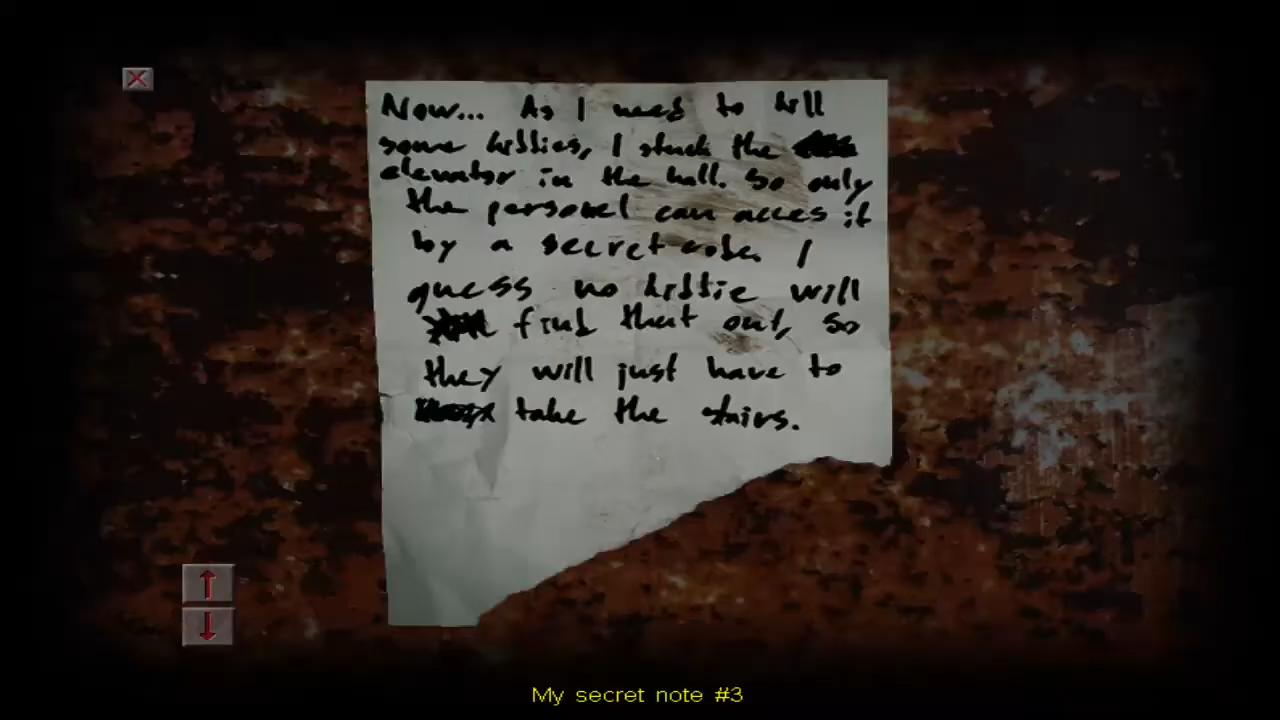 Now... As I need to kill
some kiddies, I stuck the
elevator in the hall. So only
the personel can acces it
by a secret code. I
guess no kiddie will
find that out, so
they will just have to
take the stairs.
My secret note #3